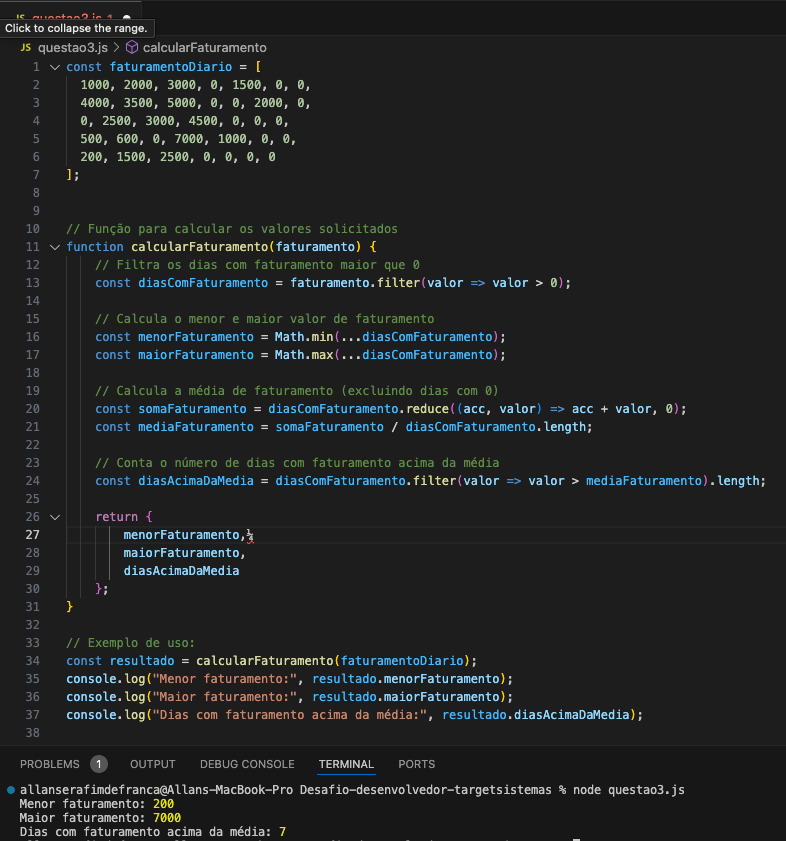 JS questao3.js 1
Click to collapse the range.
JS questao3.js > calcularFaturamento
1 const faturamentoDiario = [
2 1000, 2000, 3000, 0, 1500, 0, 0,
3 4000, 3500, 5000, 0, 0, 2000, 0,
4 0, 2500, 3000, 4500, 0, 0, 0,
5 500, 600, 0, 7000, 1000, 0, 0,
6 200, 1500, 2500, 0, 0, 0, 0
7 ];
8
9
10 // Função para calcular os valores solicitados
11 function calcularFaturamento(faturamento) {
12 // Filtra os dias com faturamento maior que 0
13 const diasComFaturamento = faturamento.filter(valor => valor > 0);
14
15 // Calcula o menor e maior valor de faturamento
16 const menorFaturamento = Math.min(...diasComFaturamento);
17 const maiorFaturamento = Math.max(...diasComFaturamento);
18
19 // Calcula a média de faturamento (excluindo dias com 0)
20 const somaFaturamento = diasComFaturamento.reduce((acc, valor) => acc + valor, 0);
21 const mediaFaturamento = somaFaturamento / diasComFaturamento.length;
22
23 // Conta o número de dias com faturamento acima da média
24 const diasAcimaDaMedia = diasComFaturamento.filter(valor => valor > mediaFaturamento).length;
25
26 return {
27 menorFaturamento,
28 maiorFaturamento,
29 diasAcimaDaMedia
30 };
31 }
32
33 // Exemplo de uso:
34 const resultado = calcularFaturamento(faturamentoDiario);
35 console.log("Menor faturamento:", resultado.menorFaturamento);
36 console.log("Maior faturamento:", resultado.maiorFaturamento);
37 console.log("Dias com faturamento acima da média:", resultado.diasAcimaDaMedia);
38
PROBLEMS 1 OUTPUT DEBUG CONSOLE TERMINAL PORTS
allanserafimdefranca@Allans-MacBook-Pro Desafio-desenvolvedor-targetsistemas % node questao3.js
Menor faturamento: 200
Maior faturamento: 7000
Dias com faturamento acima da média: 7